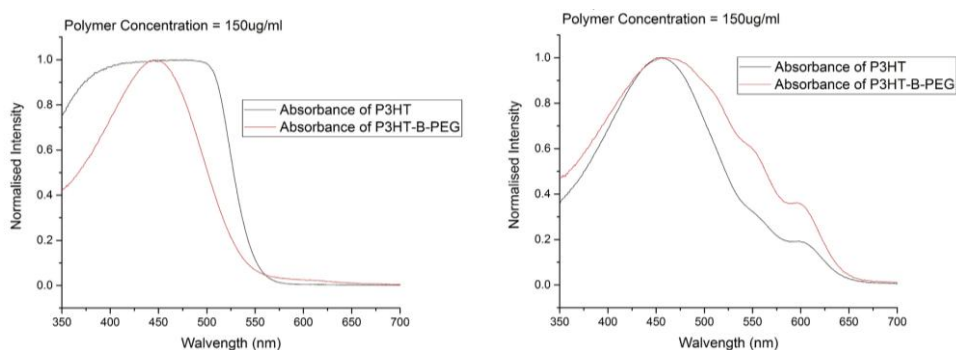 Polymer Concentration = 150ug/ml
1.0
0.8
0.6
0.4
0.2
0.0
Normalised Intensity
Absorbance of P3HT
Absorbance of P3HT-B-PEG
350 400 450 500 550 600 650 700
Walvength (nm)
Polymer Concentration = 150ug/ml
1.0
0.8
0.6
0.4
0.2
0.0
Normalised Intensity
Absorbance of P3HT
Absorbance of P3HT-B-PEG
350 400 450 500 550 600 650 700
Walvength (nm)